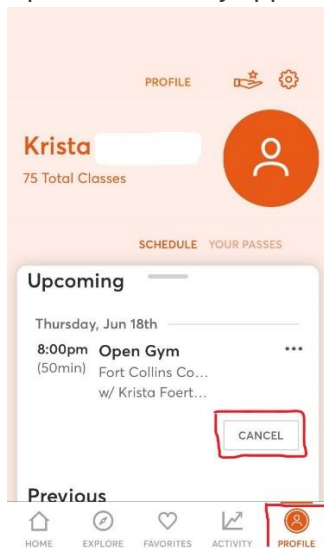 PROFILE
Krista
75 Total Classes
SCHEDULE YOUR PASSES
Upcoming
Thursday, Jun 18th
8:00pm Open Gym
(50min) Fort Collins Co...
w/ Krista Foert...
CANCEL
Previous
HOME EXPLORE FAVORITES ACTIVITY PROFILE